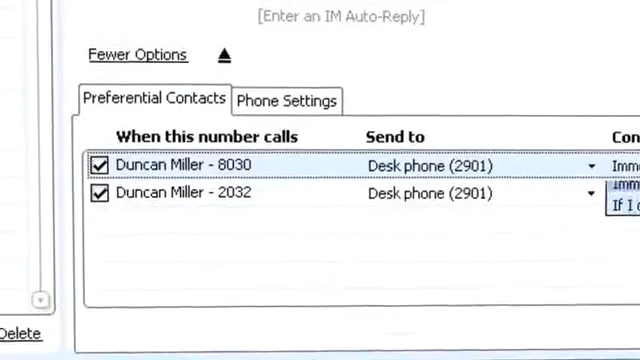 [Enter an IM Auto-Reply]
Fewer Options
Preferential Contacts Phone Settings
When this number calls Send to
Duncan Miller - 8030 Desk phone (2901)
Duncan Miller - 2032 Desk phone (2901)
If I
Delete